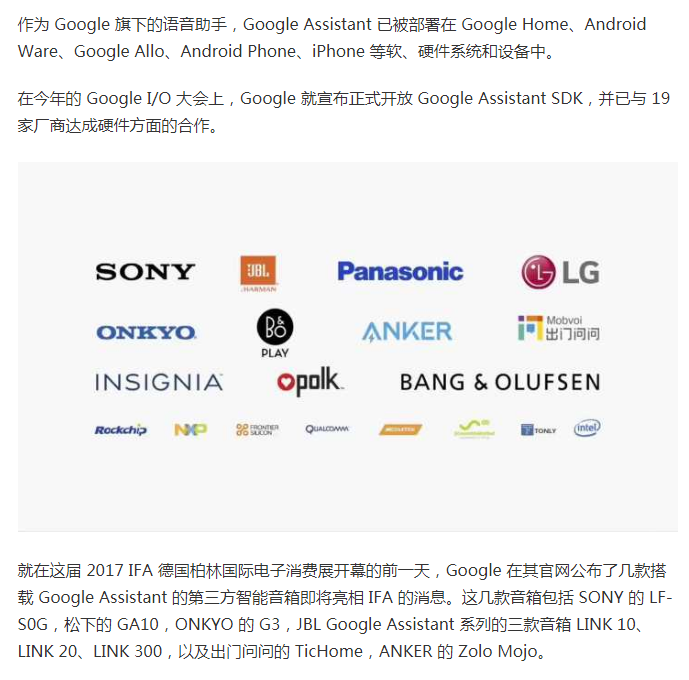 作为 Google 旗下的语音助手，Google Assistant 已被部署在 Google Home、Android
Ware、Google Allo、Android Phone、iPhone 等软、硬件系统和设备中。
在今年的 Google I/O 大会上，Google 就宣布正式开放 Google Assistant SDK，并已与 19
家厂商达成硬件方面的合作。
SONY JBL HARMAN Panasonic LG
ONKYO B&O PLAY ANKER Mobvoi 出门问问
INSIGNIA polk BANG & OLUFSEN
Rockchip NXP FRONTIER SILICON QUALCOMM MEDIATEK TONLY intel
就在这届 2017 IFA 德国柏林国际电子消费展开幕的前一天，Google 在其官网公布了几款搭
载 Google Assistant 的第三方智能音箱即将亮相 IFA 的消息。这几款音箱包括 SONY 的 LF-
S0G，松下的 GA10，ONKYO 的 G3，JBL Google Assistant 系列的三款音箱 LINK 10、
LINK 20、LINK 300，以及出门问问的 TicHome，ANKER 的 Zolo Mojo。